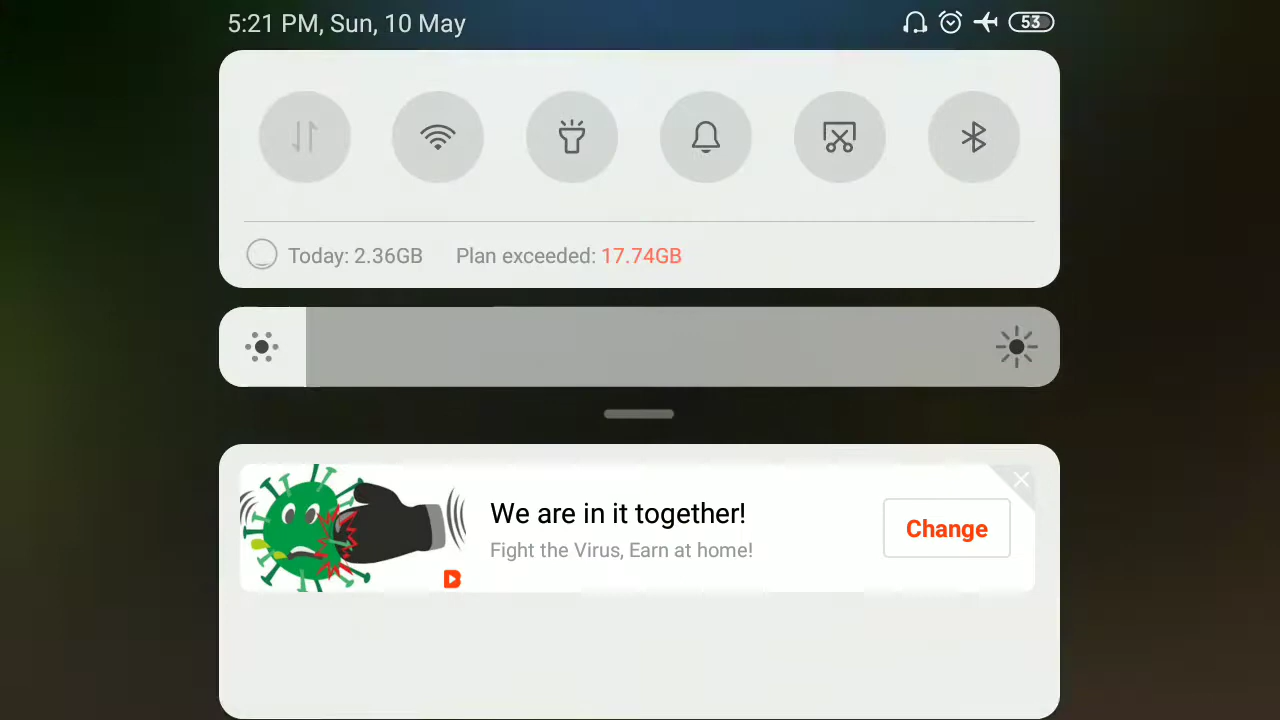 5:21 PM, Sun, 10 May 53
Today: 2.36GB Plan exceeded: 17.74GB
We are in it together!
Fight the Virus, Earn at home!
Change